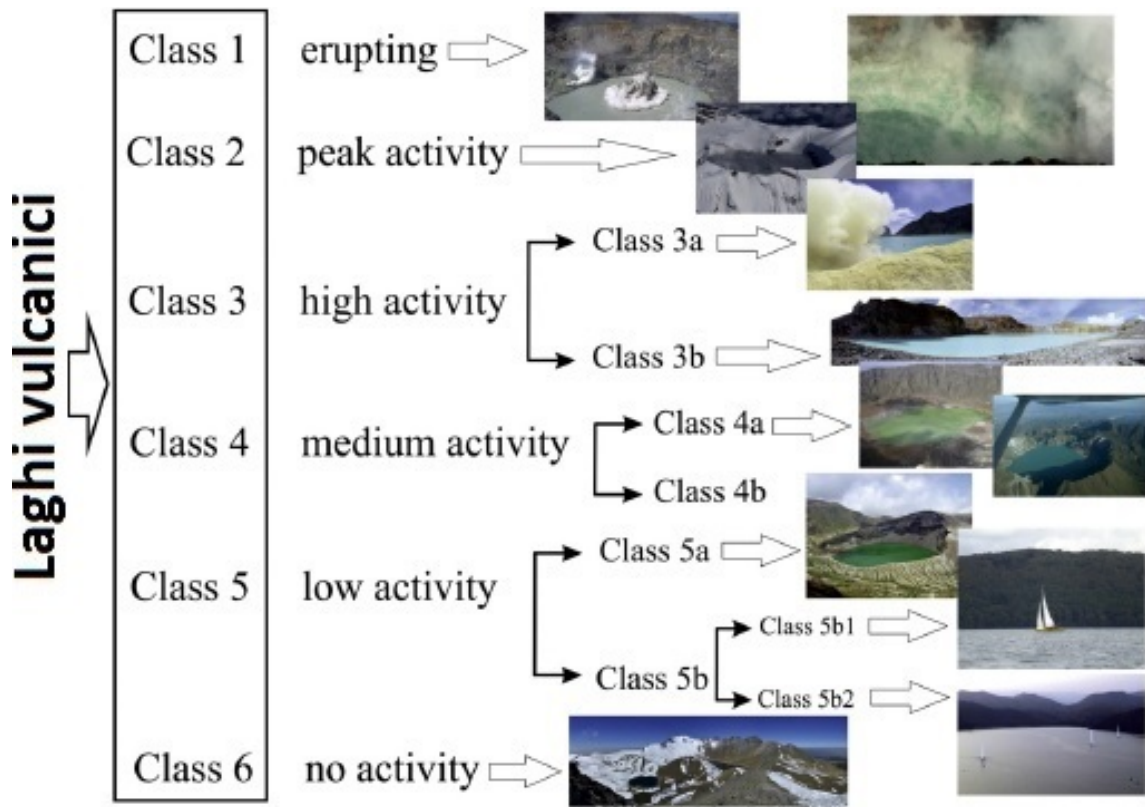 Laghi vulcanici
Class 1 erupting
Class 2 peak activity
Class 3 high activity
Class 3a
Class 3b
Class 4 medium activity
Class 4a
Class 4b
Class 5 low activity
Class 5a
Class 5b
Class 5b1
Class 5b2
Class 6 no activity